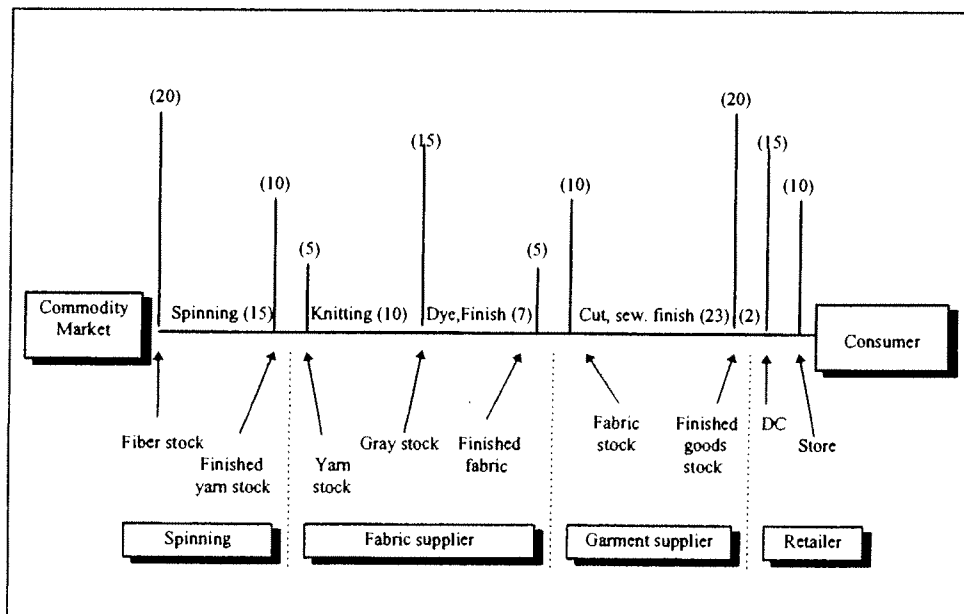 (20)
(20)
(15)
(15)
(10)
(10)
(10)
(5)
(5)
Commodity
Market
Spinning (15)
Knitting (10)
Dye,Finish (7)
Cut, sew. finish (23)
(2)
Consumer
Fiber stock
Finished
yarn stock
Yarn
stock
Gray stock
Finished
fabric
Fabric
stock
Finished
goods
stock
DC
Store
Spinning
Fabric supplier
Garment supplier
Retailer